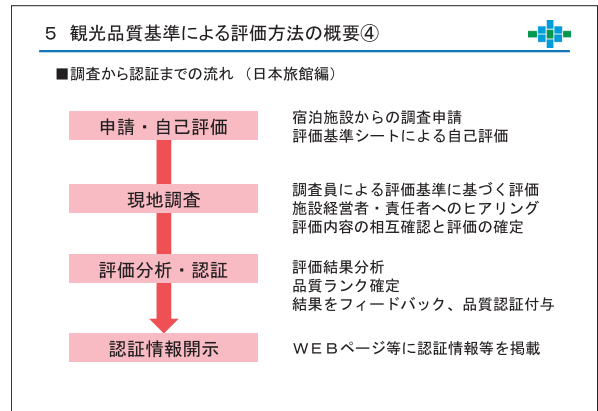 ５ 観光品質基準による評価方法の概要④
■調査から認証までの流れ （日本旅館編）
申請・自己評価
宿泊施設からの調査申請
評価基準シートによる自己評価
現地調査
調査員による評価基準に基づく評価
施設経営者・責任者へのヒアリング
評価内容の相互確認と評価の確定
評価分析・認証
評価結果分析
品質ランク確定
結果をフィードバック、品質認証付与
認証情報開示
ＷＥＢページ等に認証情報等を掲載